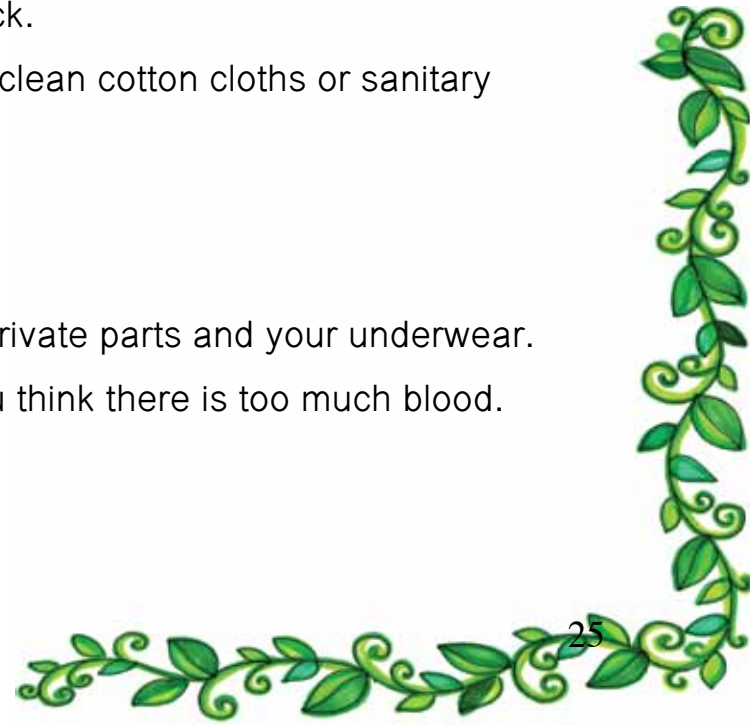 ck.
clean cotton cloths or sanitary
rivate parts and your underwear.
u think there is too much blood.
25